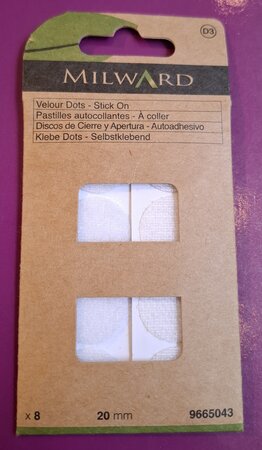 D3
MILWARD
Velour Dots - Stick On
Pastilles autocollantes - À coller
Discos de Cierre y Apertura - Autoadhesivo
Klebe Dots - Selbstklebend
x 8 20 mm 9665043